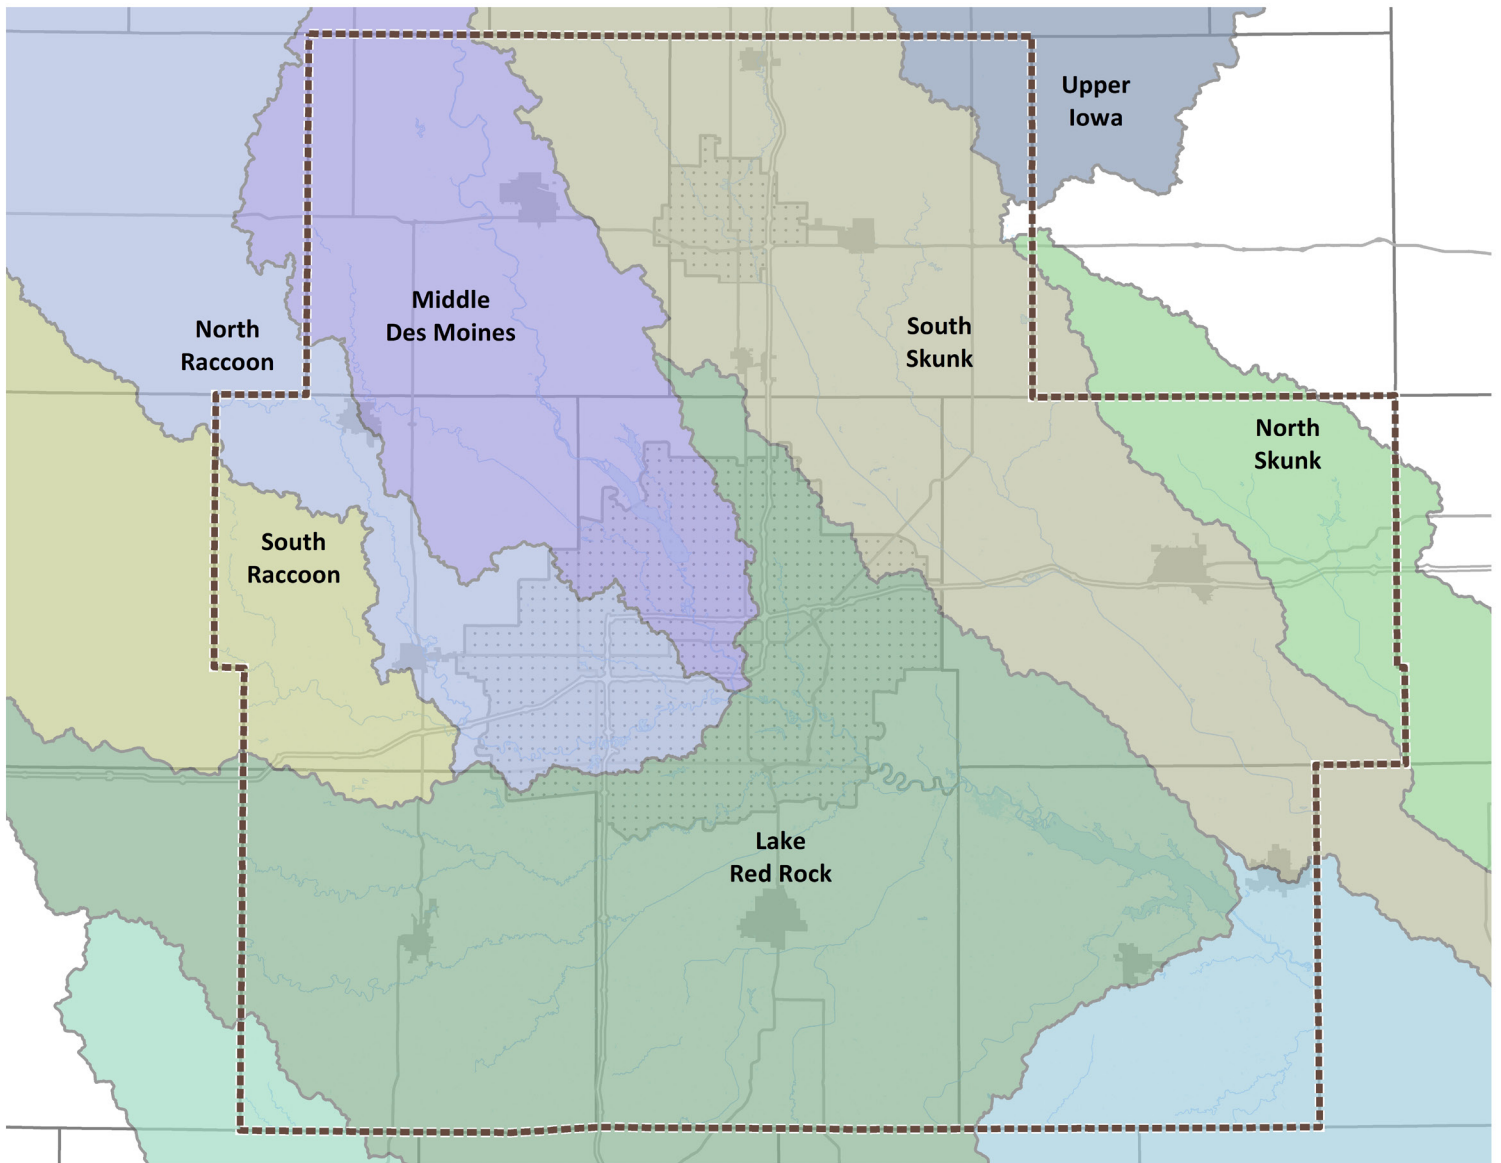 Upper
Iowa
Middle
Des Moines
North
Raccoon
South
Skunk
North
Skunk
South
Raccoon
Lake
Red Rock